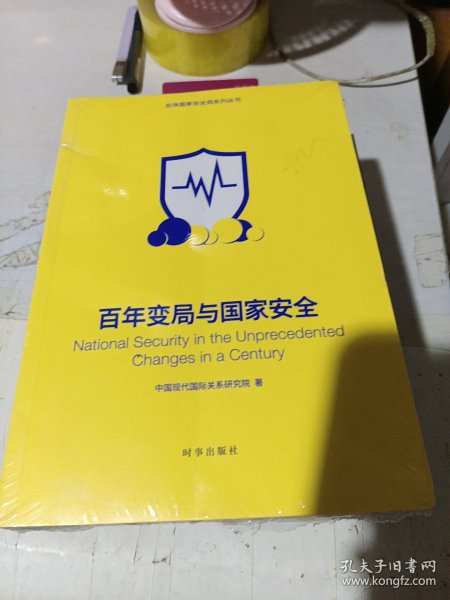 总体国家安全观系列丛书
百年变局与国家安全
National Security in the Unprecedented
Changes in a Century
中国现代国际关系研究院 著
时事出版社
孔夫子旧书网
www.kongfz.com